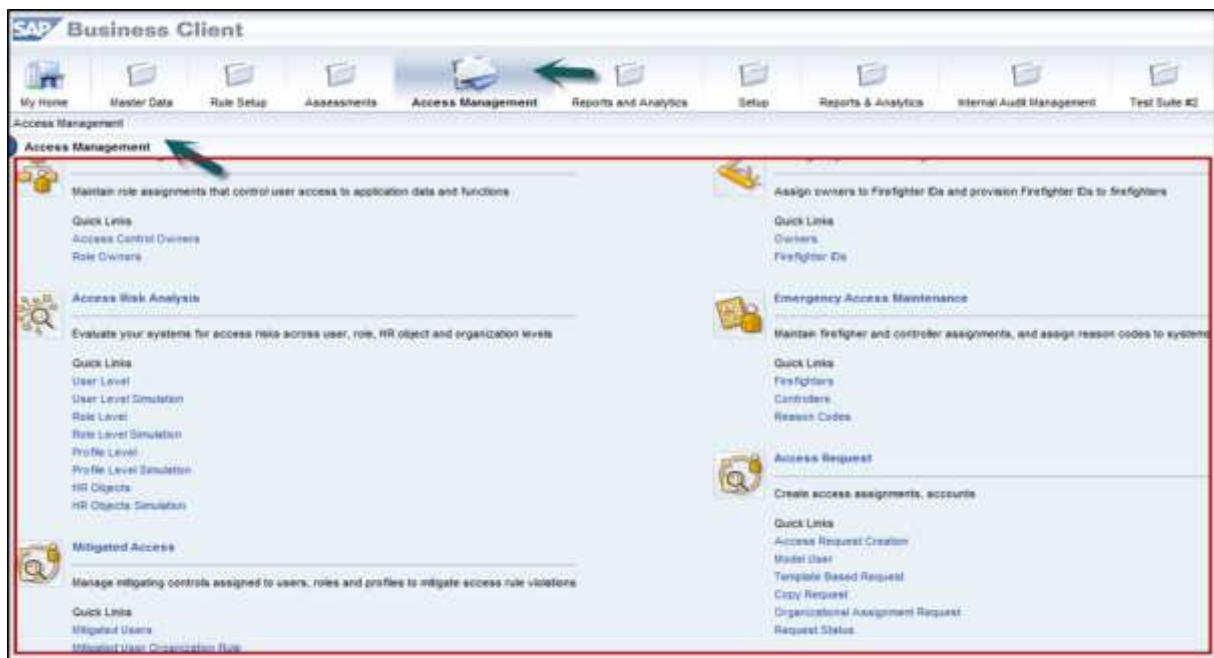 SAP Business Client
My Home
Master Data
Rule Setup
Assessments
Access Management
Reports and Analytics
Setup
Reports & Analytics
Internal Audit Management
Test Suite #2
Access Management
Access Management
Maintain role assignments that control user access to application data and functions
Quick Links
Access Control Owners
Role Owners
Access Risk Analysis
Evaluate your systems for access risks across user, role, HR object and organization levels
Quick Links
User Level
User Level Simulation
Role Level
Role Level Simulation
Profile Level
Profile Level Simulation
HR Objects
HR Objects Simulation
Mitigated Access
Manage mitigating controls assigned to users, roles and profiles to mitigate access rule violations
Quick Links
Mitigated Users
Mitigated User Organization Rule
Assign owners to Firefighter IDs and provision Firefighter IDs to firefighters
Quick Links
Owners
Firefighter IDs
Emergency Access Maintenance
Maintain firefigher and controller assignments, and assign reason codes to systems
Quick Links
Firefighters
Controllers
Reason Codes
Access Request
Create access assignments, accounts
Quick Links
Access Request Creation
Model User
Template Based Request
Copy Request
Organizational Assignment Request
Request Status